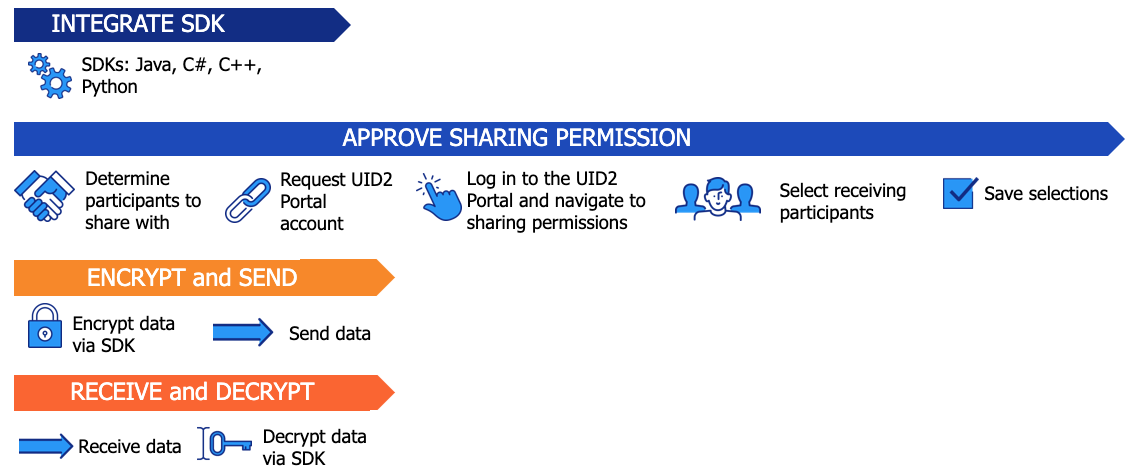 INTEGRATE SDK
SDKs: Java, C#, C++,
Python
APPROVE SHARING PERMISSION
Determine
participants to
share with
Request UID2
Portal
account
Log in to the UID2
Portal and navigate to
sharing permissions
Select receiving
participants
Save selections
ENCRYPT and SEND
Encrypt data
via SDK
Send data
RECEIVE and DECRYPT
Receive data
Decrypt data
via SDK